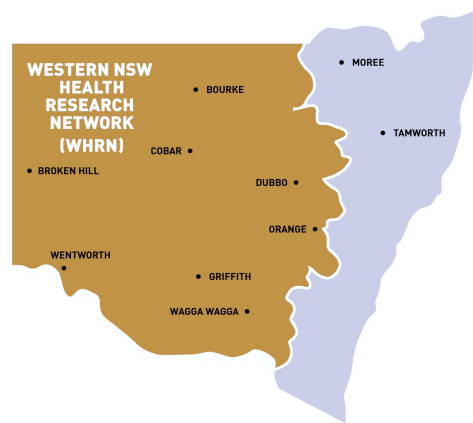 WESTERN NSW
HEALTH
RESEARCH
NETWORK
(WHRN)
MOREE
BOURKE
TAMWORTH
COBAR
BROKEN HILL
DUBBO
ORANGE
WENTWORTH
GRIFFITH
WAGGA WAGGA